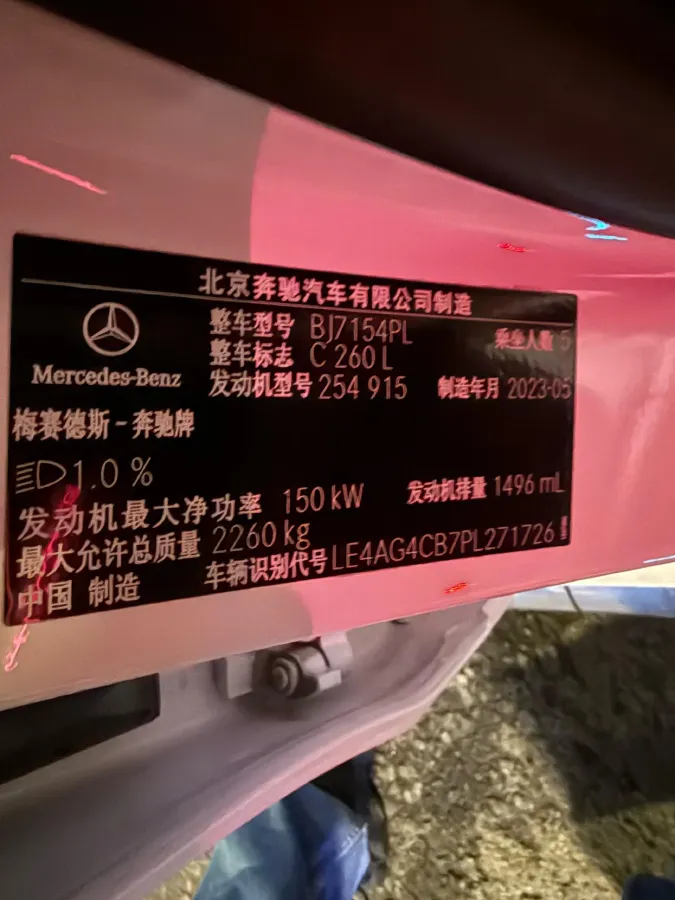 北京奔驰汽车有限公司制造
整车型号 BJ7154PL 乘坐人数 5
整车标志 C 260 L
发动机型号 254 915 制造年月 2023-05
Mercedes-Benz
梅赛德斯-奔驰牌
1.0 %
发动机最大净功率 150 kW 发动机排量 1496 mL
最大允许总质量 2260 kg
中国 制造 车辆识别代号 LE4AG4CB7PL271726